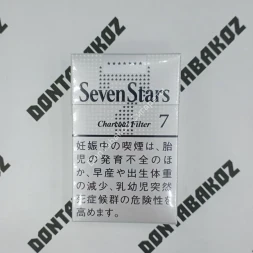 DONTABAKOZ
7
Seven Stars
Charcoal Filter 7
妊娠中の喫煙は、胎
児の発育不全のほ
か、早産や出生体重
の減少、乳幼児突然
死症候群の危険性を
高めます。